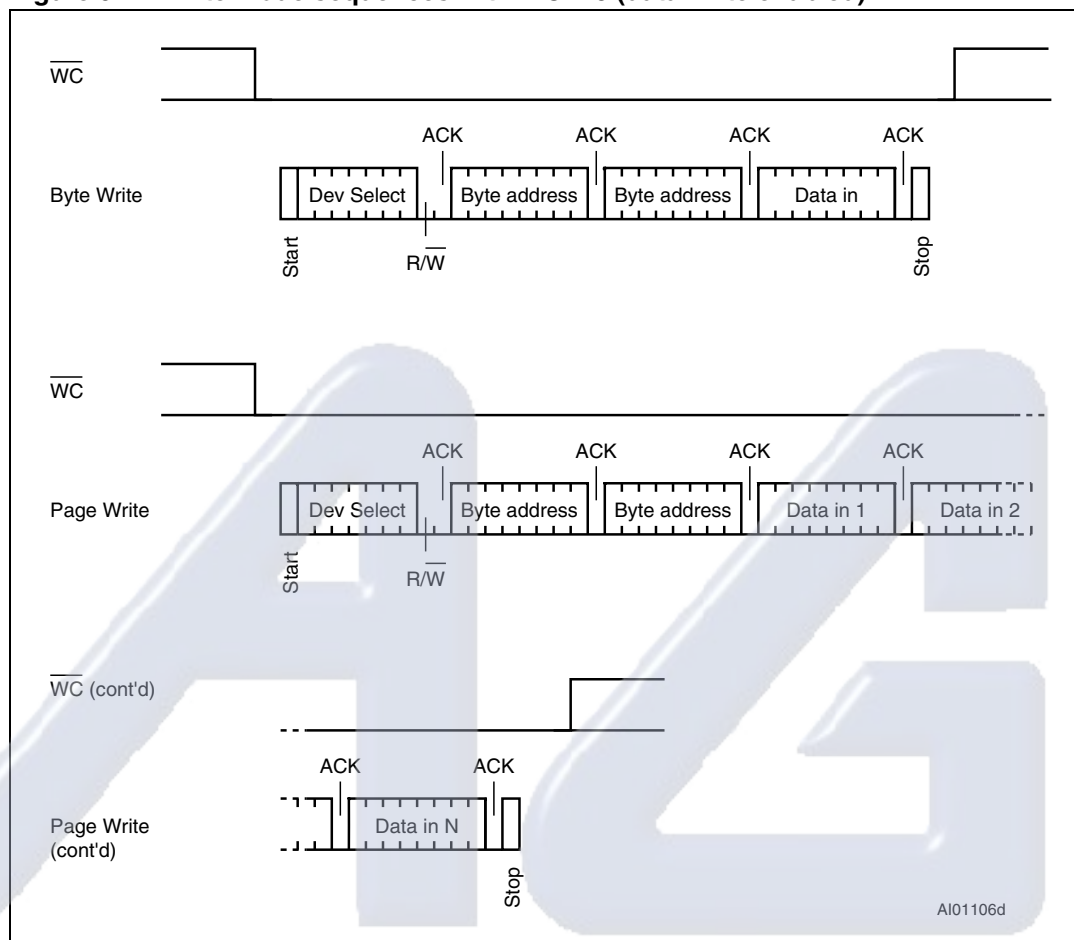 WC
ACK ACK ACK ACK
Byte Write
Dev Select Byte address Byte address Data in
Start R/W Stop
WC
ACK ACK ACK ACK
Page Write
Dev Select Byte address Byte address Data in 1 Data in 2
Start R/W
WC (cont'd)
ACK ACK
Page Write
(cont'd)
Data in N
Stop
AI01106d